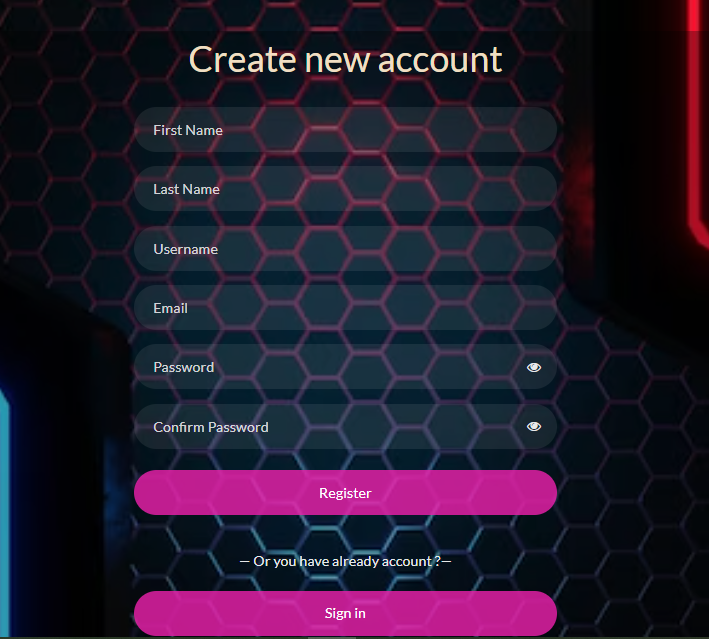 Create new account
First Name
Last Name
Username
Email
Password
Confirm Password
Register
— Or you have already account ?—
Sign in